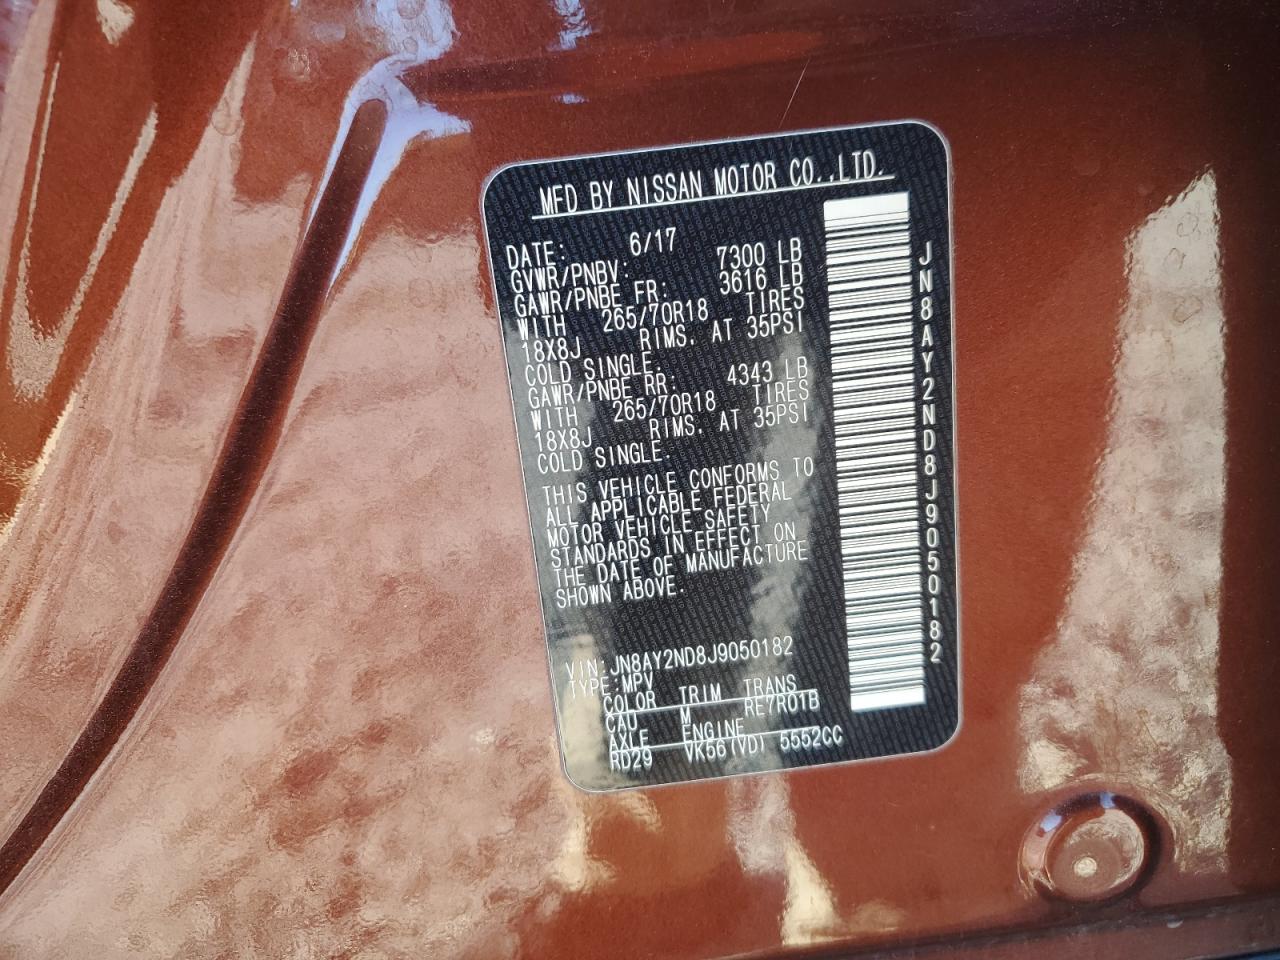 MFD BY NISSAN MOTOR CO.,LTD.
DATE: 6/17
GVWR/PNBV: 7300 LB
GAWR/PNBE FR: 3616 LB
WITH 265/70R18 TIRES
18X8J RIMS. AT 35PSI
COLD SINGLE.
GAWR/PNBE RR: 4343 LB
WITH 265/70R18 TIRES
18X8J RIMS. AT 35PSI
COLD SINGLE.
THIS VEHICLE CONFORMS TO
ALL APPLICABLE FEDERAL
MOTOR VEHICLE SAFETY
STANDARDS IN EFFECT ON
THE DATE OF MANUFACTURE
SHOWN ABOVE.
VIN:JN8AY2ND8J9050182
TYPE:MPV
COLOR TRIM TRANS
CAU M RE7R01B
AXLE ENGINE
RD29 VK56(VD) 5552CC
JN8AY2ND8J9050182